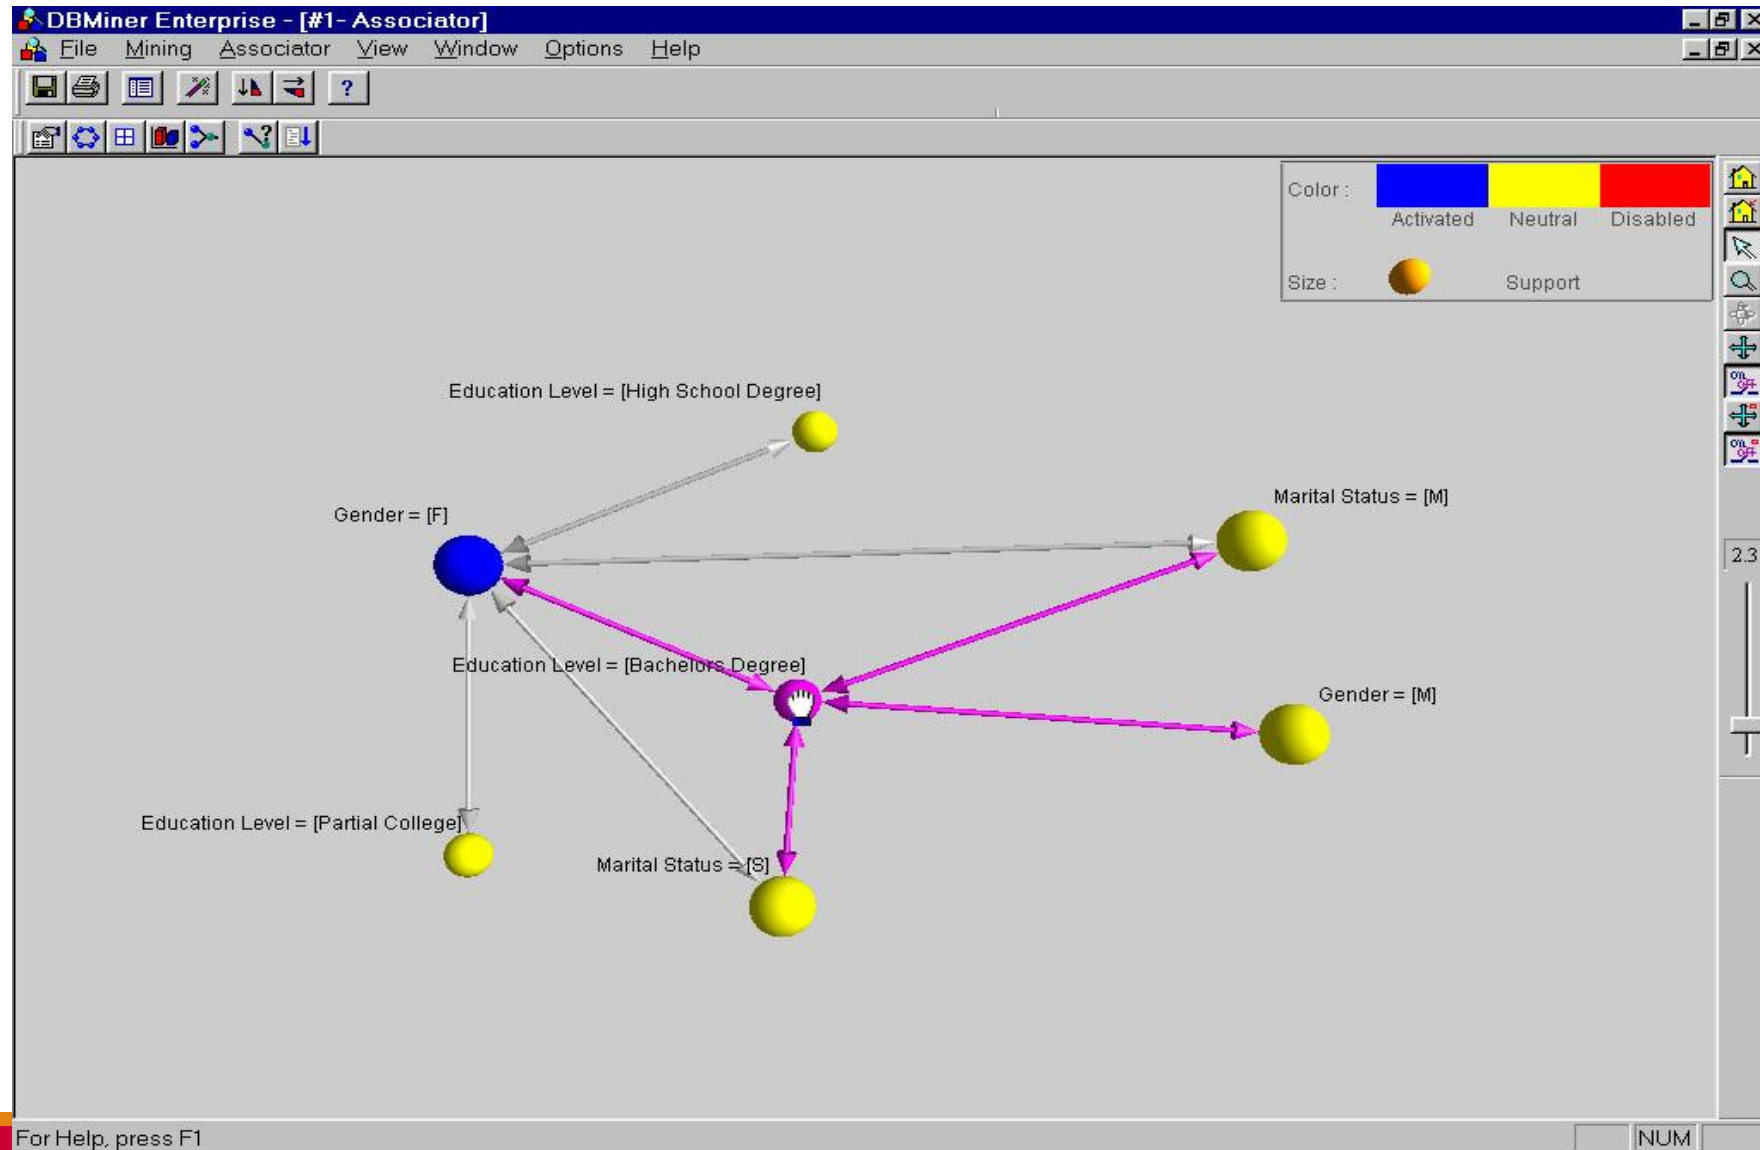 DBMiner Enterprise - [#1- Associator]
File Mining Associator View Window Options Help
?
?
Color :
Activated Neutral Disabled
Size : Support
Education Level = [High School Degree]
Marital Status = [M]
Gender = [F]
2.3
Education Level = [Bachelors Degree]
Gender = [M]
Education Level = [Partial College]
Marital Status = [S]
For Help, press F1
NUM